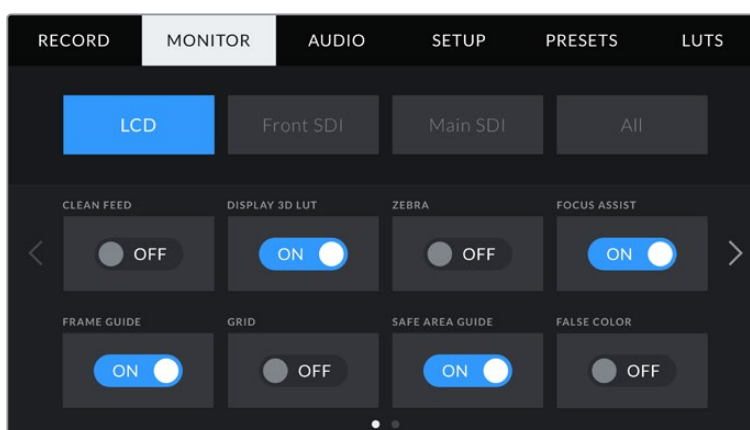 RECORD MONITOR AUDIO SETUP PRESETS LUTS
LCD Front SDI Main SDI All
CLEAN FEED DISPLAY 3D LUT ZEBRA FOCUS ASSIST
OFF ON OFF ON
FRAME GUIDE GRID SAFE AREA GUIDE FALSE COLOR
ON OFF ON OFF